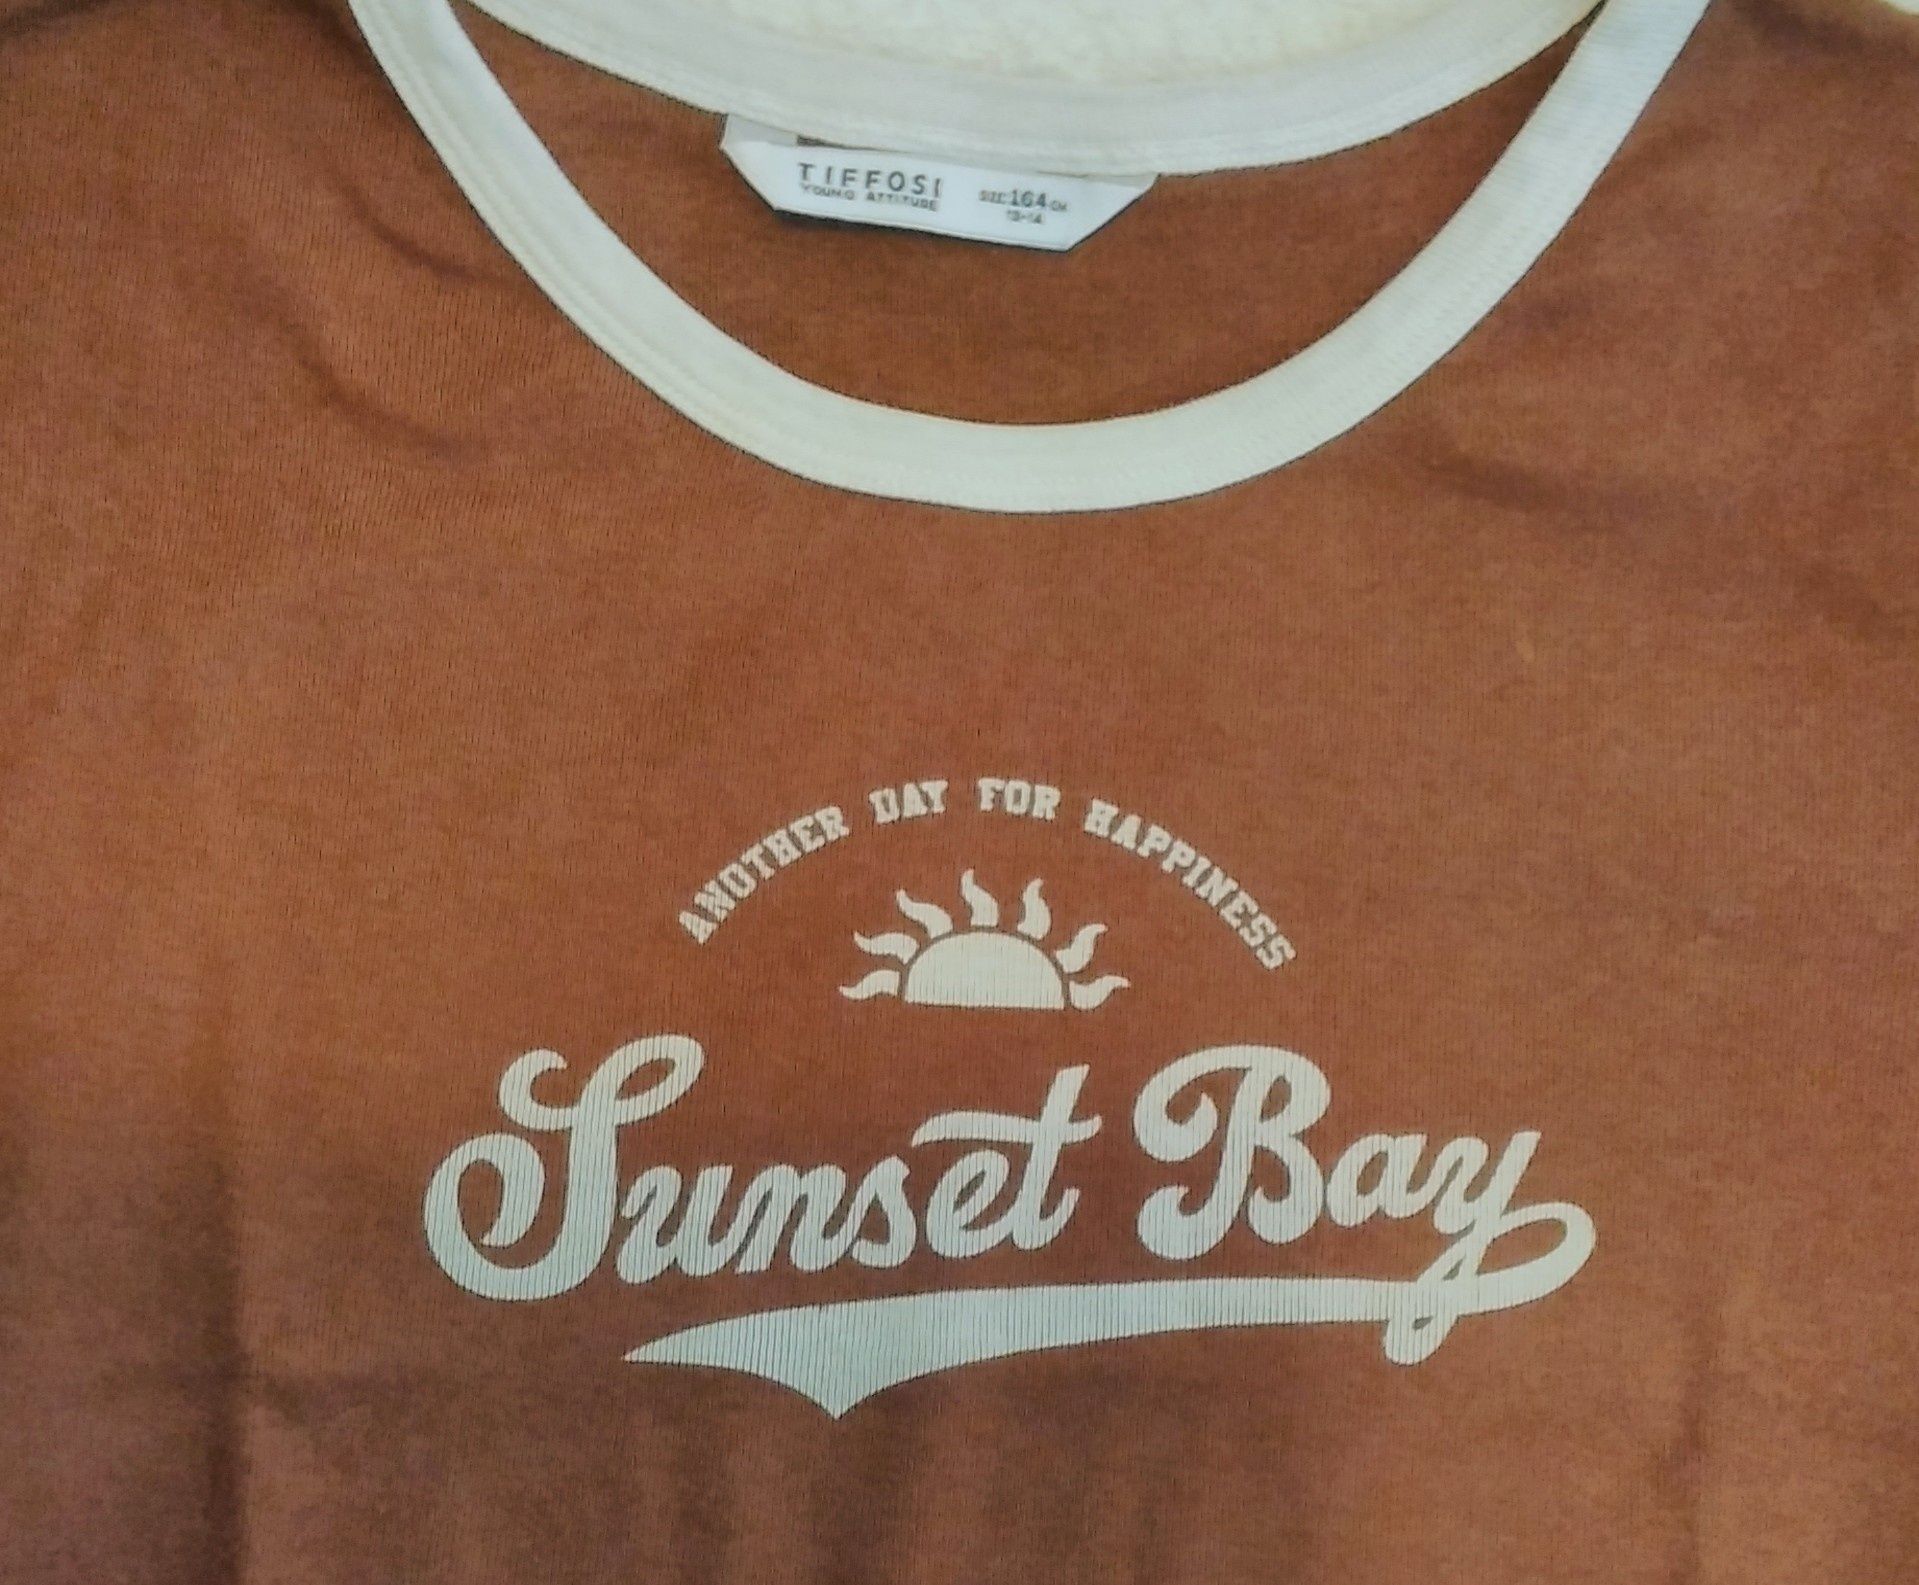 TIFFOSI
YOUNG ATTITUDE
SIZE: 164 CM
13-14
ANOTHER DAY FOR HAPPINESS
Sunset Bay